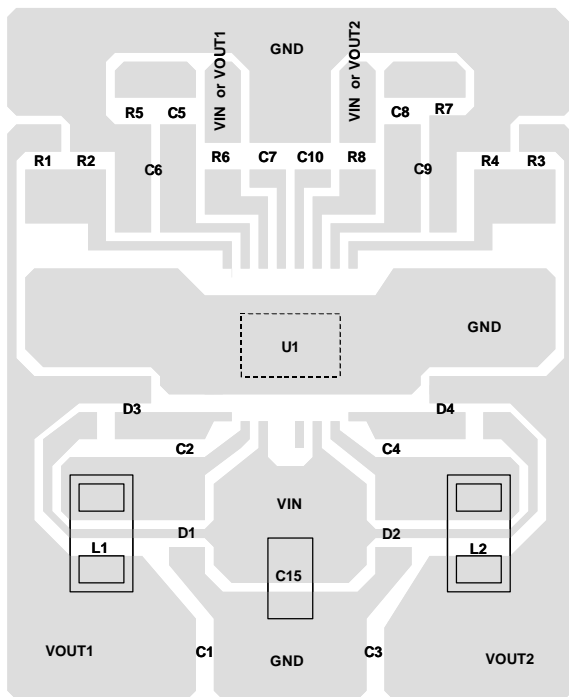 GND
VIN or VOUT1
VIN or VOUT2
R5
C5
C8
R7
R1
R2
C6
R6
C7
C10
R8
C9
R4
R3
U1
GND
D3
D4
C2
C4
VIN
D1
D2
L1
L2
C15
VOUT1
C1
GND
C3
VOUT2